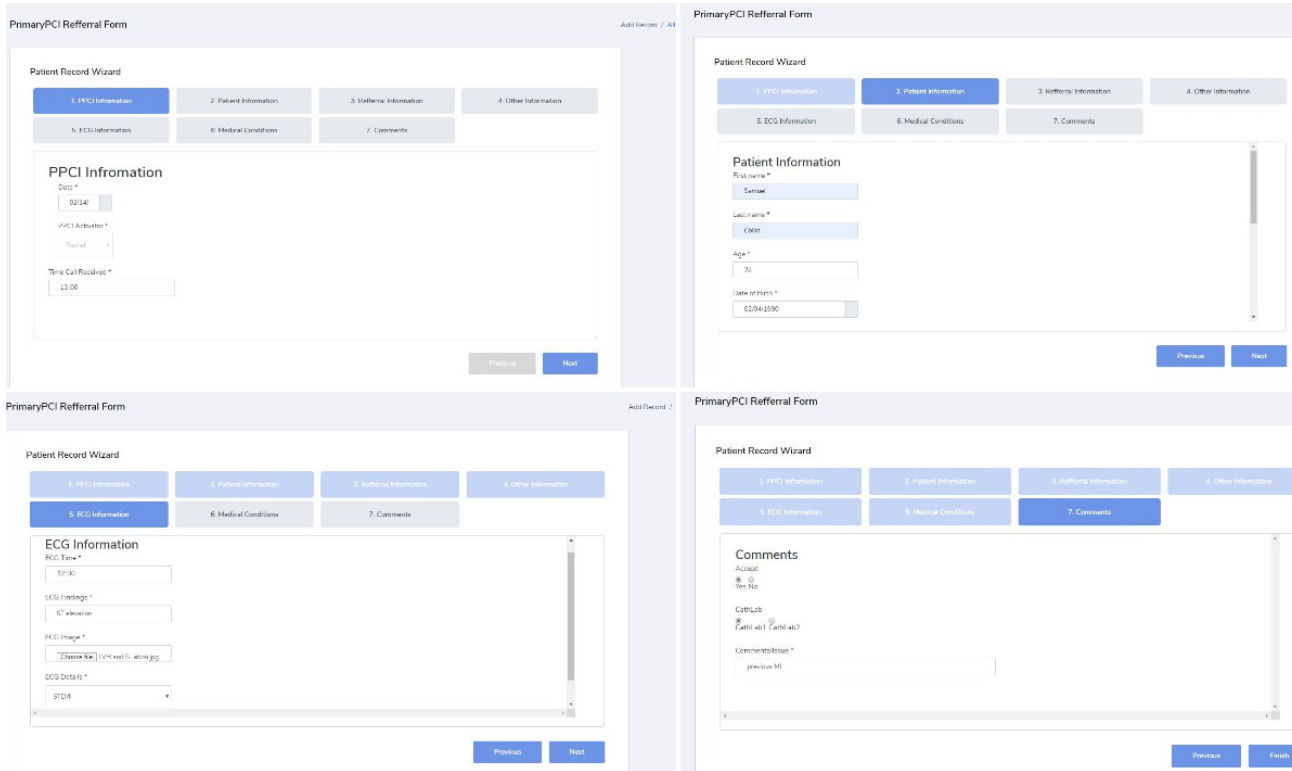 PrimaryPCI Refferral Form
Add Record / All
Patient Record Wizard
1. PPCI Infromation
2. Patient Information
3. Refferral Information
4. Other Information
5. ECG Information
6. Medical Conditions
7. Comments
PPCI Infromation
Date *
02/14/
PPCI Activator *
Rachel
Time Call Received *
13:00
Previous
Next
PrimaryPCI Refferral Form
Patient Record Wizard
1. PPCI Infromation
2. Patient Information
3. Refferral Information
4. Other Information
5. ECG Information
6. Medical Conditions
7. Comments
Patient Information
First name *
Samuel
Last name *
Colin
Age *
32
Date of Birth *
02/04/1990
Previous
Next
PrimaryPCI Refferral Form
Add Record /
Patient Record Wizard
1. PPCI Infromation
2. Patient Information
3. Refferral Information
4. Other Information
5. ECG Information
6. Medical Conditions
7. Comments
ECG Information
ECG Time *
12:30
ECG Findings *
ST elevation
ECG Image *
Choose file
ECG Details *
STEMI
Previous
Next
PrimaryPCI Refferral Form
Patient Record Wizard
1. PPCI Infromation
2. Patient Information
3. Refferral Information
4. Other Information
5. ECG Information
6. Medical Conditions
7. Comments
Comments
Accept
Yes No
CathLab
CathLab1 CathLab2
Comments/Issue *
previous MI
Previous
Finish